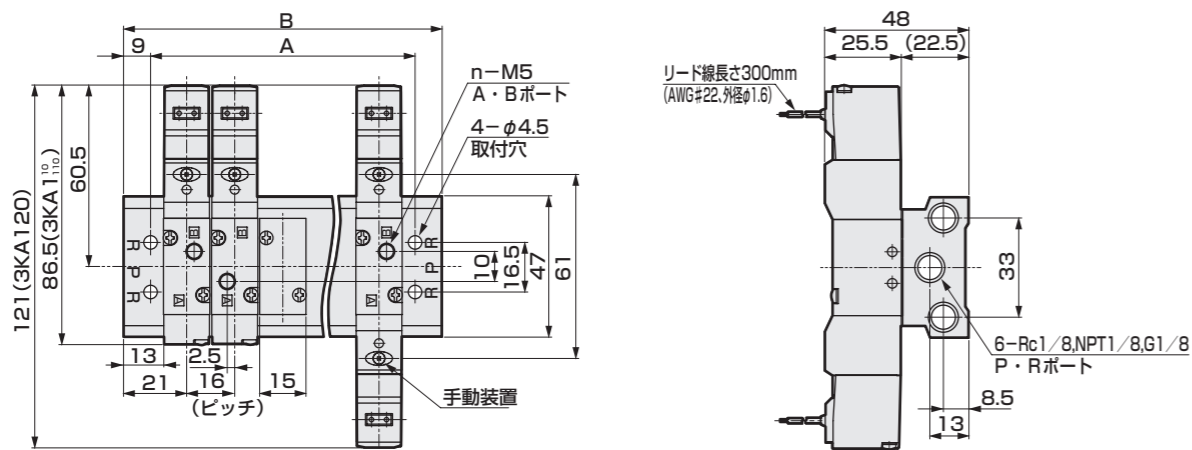 B
9
A
n-M5
A・Bポート
4-φ4.5
取付穴
121(3KA120)
86.5(3KA1 10/110)
60.5
R
P
R
B
B
B
A
A
A
R
P
R
10
16.5
47
61
13
2.5
21
16
15
(ピッチ)
手動装置
48
25.5
(22.5)
リード線長さ300mm
(AWG♯22,外径φ1.6)
33
6-Rc1/8,NPT1/8,G1/8
P・Rポート
8.5
13